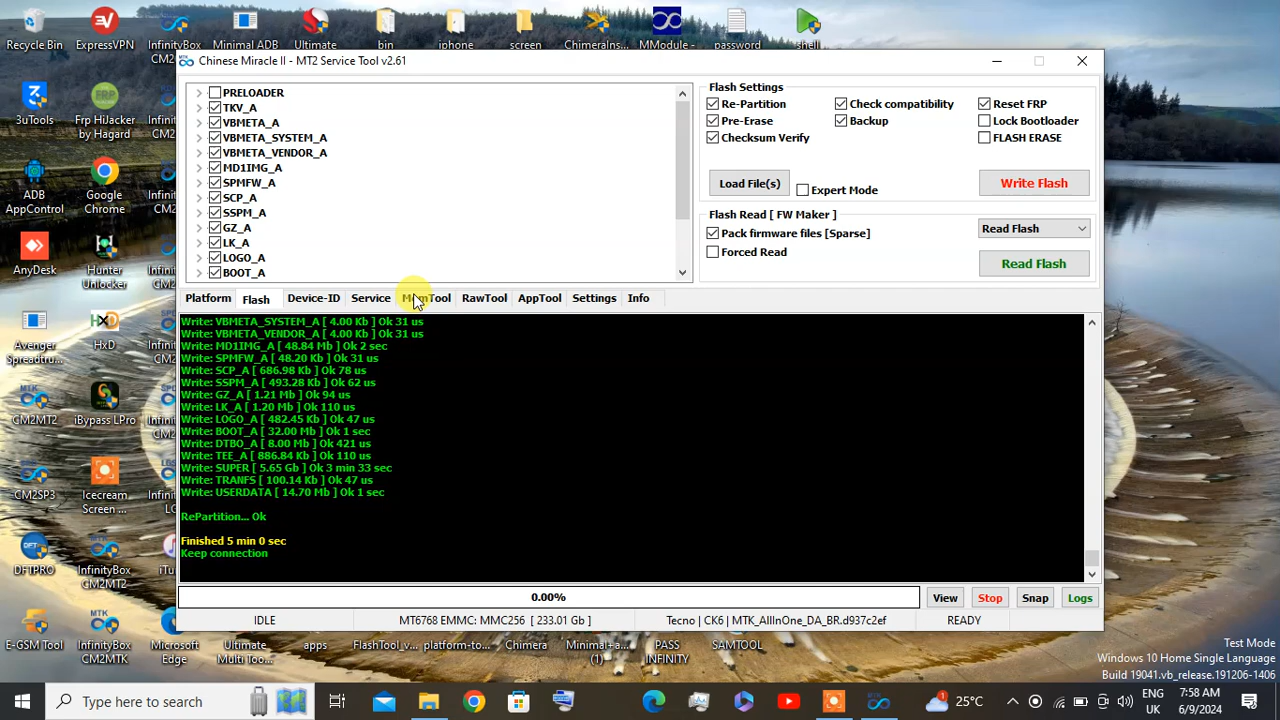 Recycle Bin
ExpressVPN
InfinityBox CM2...
Minimal ADB
Ultimate
bin
iphone
screen
ChimeraIns...
MModule -
password
shell
Chinese Miracle II - MT2 Service Tool v2.61
PRELOADER
TKV_A
VBMETA_A
VBMETA_SYSTEM_A
VBMETA_VENDOR_A
MD1IMG_A
SPMFW_A
SCP_A
SSPM_A
GZ_A
LK_A
LOGO_A
BOOT_A
Flash Settings
Re-Partition
Check compatibility
Reset FRP
Pre-Erase
Backup
Lock Bootloader
Checksum Verify
FLASH ERASE
Load File(s)
Expert Mode
Write Flash
Flash Read [ FW Maker ]
Pack firmware files [Sparse]
Read Flash
Forced Read
Read Flash
Platform
Flash
Device-ID
Service
MemTool
RawTool
AppTool
Settings
Info
Write: VBMETA_SYSTEM_A [ 4.00 Kb ] Ok 31 us
Write: VBMETA_VENDOR_A [ 4.00 Kb ] Ok 31 us
Write: MD1IMG_A [ 48.84 Mb ] Ok 2 sec
Write: SPMFW_A [ 48.20 Kb ] Ok 31 us
Write: SCP_A [ 686.98 Kb ] Ok 78 us
Write: SSPM_A [ 493.28 Kb ] Ok 62 us
Write: GZ_A [ 1.21 Mb ] Ok 94 us
Write: LK_A [ 1.20 Mb ] Ok 110 us
Write: LOGO_A [ 482.45 Kb ] Ok 47 us
Write: BOOT_A [ 32.00 Mb ] Ok 1 sec
Write: DTBO_A [ 8.00 Mb ] Ok 421 us
Write: TEE_A [ 886.84 Kb ] Ok 110 us
Write: SUPER [ 5.65 Gb ] Ok 3 min 33 sec
Write: TRANFS [ 100.14 Kb ] Ok 47 us
Write: USERDATA [ 14.70 Mb ] Ok 1 sec
RePartition... Ok
Finished 5 min 0 sec
Keep connection
0.00%
View
Stop
Snap
Logs
IDLE
MT6768 EMMC: MMC256 [ 233.01 Gb ]
Tecno | CK6 | MTK_AllInOne_DA_BR.d937c2ef
READY
3uTools
Frp HiJacker
by Hagard
ADB
AppControl
Google
Chrome
AnyDesk
Hunter
Unlocker
Avenger
Spreadtru...
HxD
CM2MT2
iBypass LPro
CM2SP3
Icecream
Screen ...
DFTPRO
InfinityBox
CM2MT2
E-GSM Tool
InfinityBox
CM2MTK
Microsoft
Edge
Ultimate
Multi Too...
apps
FlashTool_v...
platform-to...
Chimera
Minimal+a...
(1)
PASS
INFINITY
SAMTOOL
Test Mode
Windows 10 Home Single Language
Build 19041.vb_release.191206-1406
Type here to search
25°C
ENG
UK
7:58 AM
6/9/2024